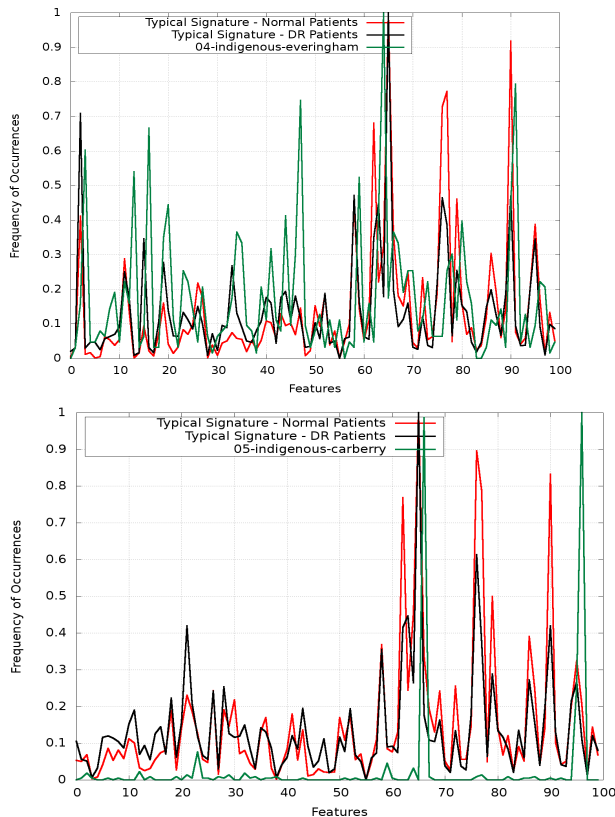 Typical Signature - Normal Patients
Typical Signature - DR Patients
04-indigenous-everingham
Frequency of Occurrences
1
0.9
0.8
0.7
0.6
0.5
0.4
0.3
0.2
0.1
0
0 10 20 30 40 50 60 70 80 90 100
Features
Typical Signature - Normal Patients
Typical Signature - DR Patients
05-indigenous-carberry
Frequency of Occurrences
1
0.9
0.8
0.7
0.6
0.5
0.4
0.3
0.2
0.1
0
0 10 20 30 40 50 60 70 80 90 100
Features